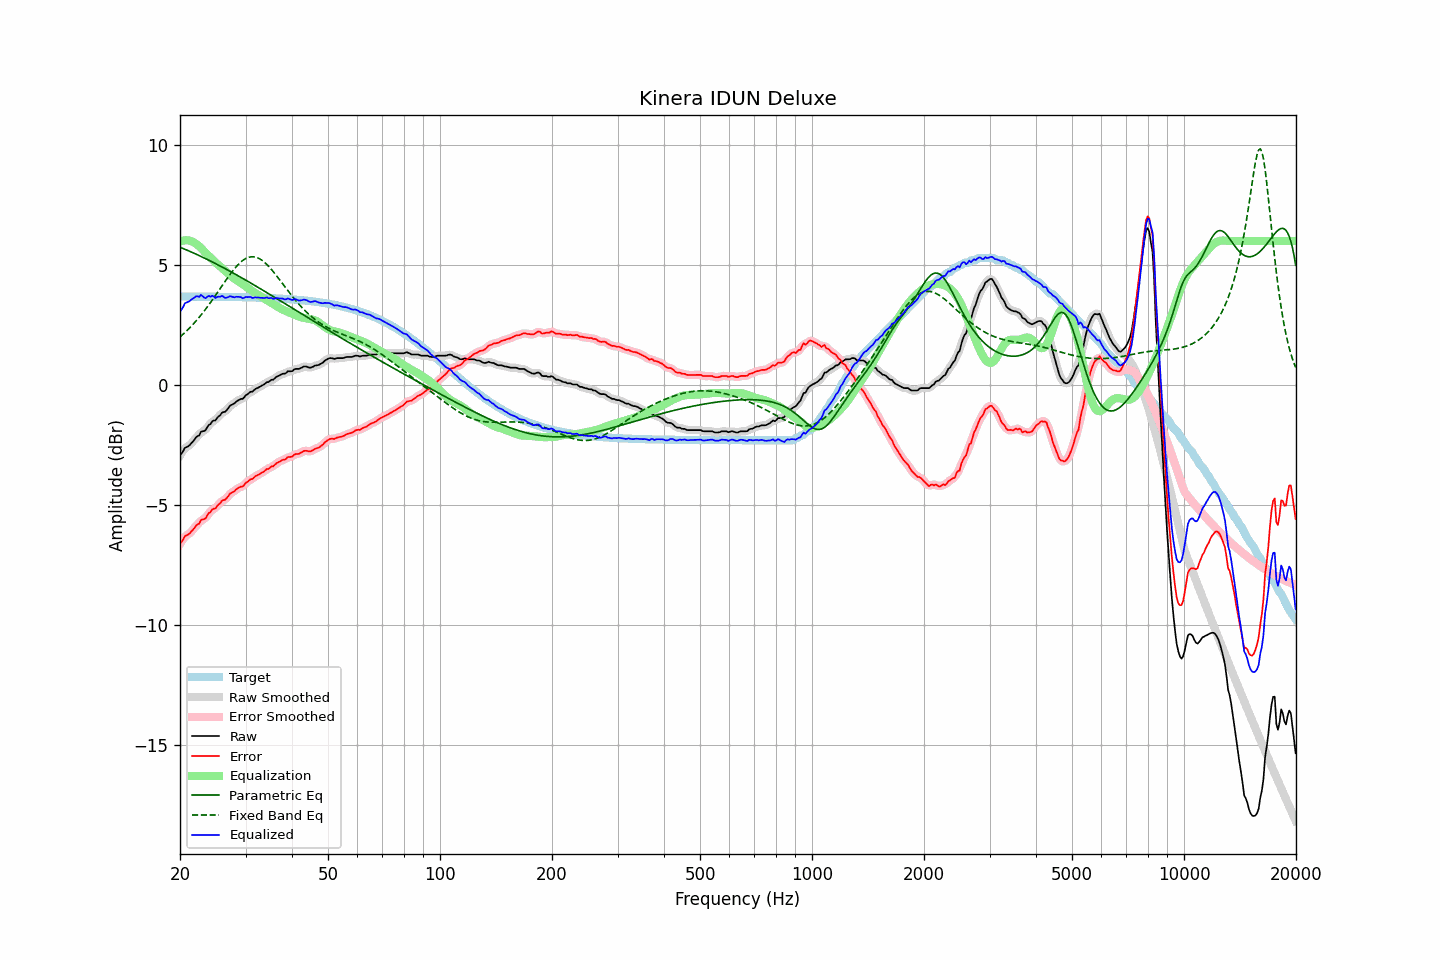 Kinera IDUN Deluxe
Amplitude (dBr)
10
5
0
−5
−10
−15
Target
Raw Smoothed
Error Smoothed
Raw
Error
Equalization
Parametric Eq
Fixed Band Eq
Equalized
20 50 100 200 500 1000 2000 5000 10000 20000
Frequency (Hz)